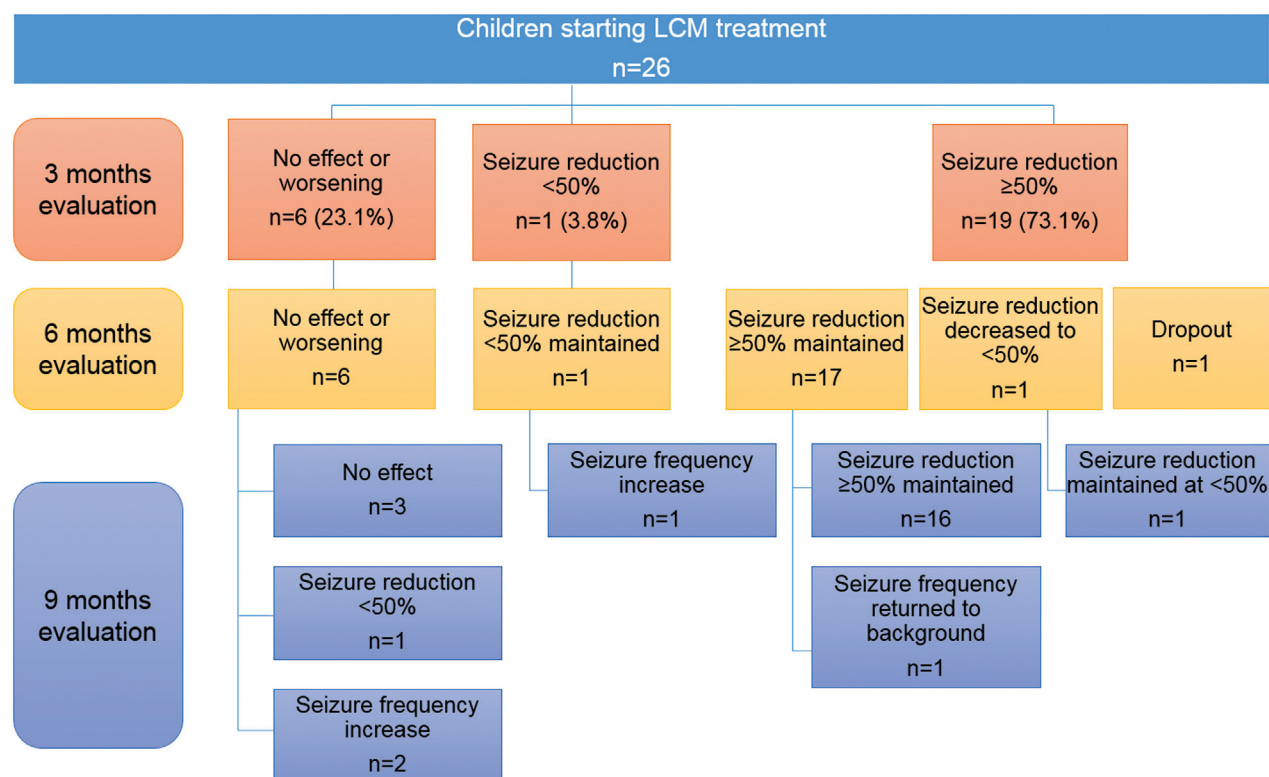 Children starting LCM treatment
n=26
3 months
evaluation
No effect or
worsening
n=6 (23.1%)
Seizure reduction
<50%
n=1 (3.8%)
Seizure reduction
≥50%
n=19 (73.1%)
6 months
evaluation
No effect or
worsening
n=6
Seizure reduction
<50% maintained
n=1
Seizure reduction
≥50% maintained
n=17
Seizure reduction
decreased to
<50%
n=1
Dropout
n=1
9 months
evaluation
No effect
n=3
Seizure frequency
increase
n=1
Seizure reduction
≥50% maintained
n=16
Seizure reduction
maintained at <50%
n=1
Seizure reduction
<50%
n=1
Seizure frequency
returned to
background
n=1
Seizure frequency
increase
n=2